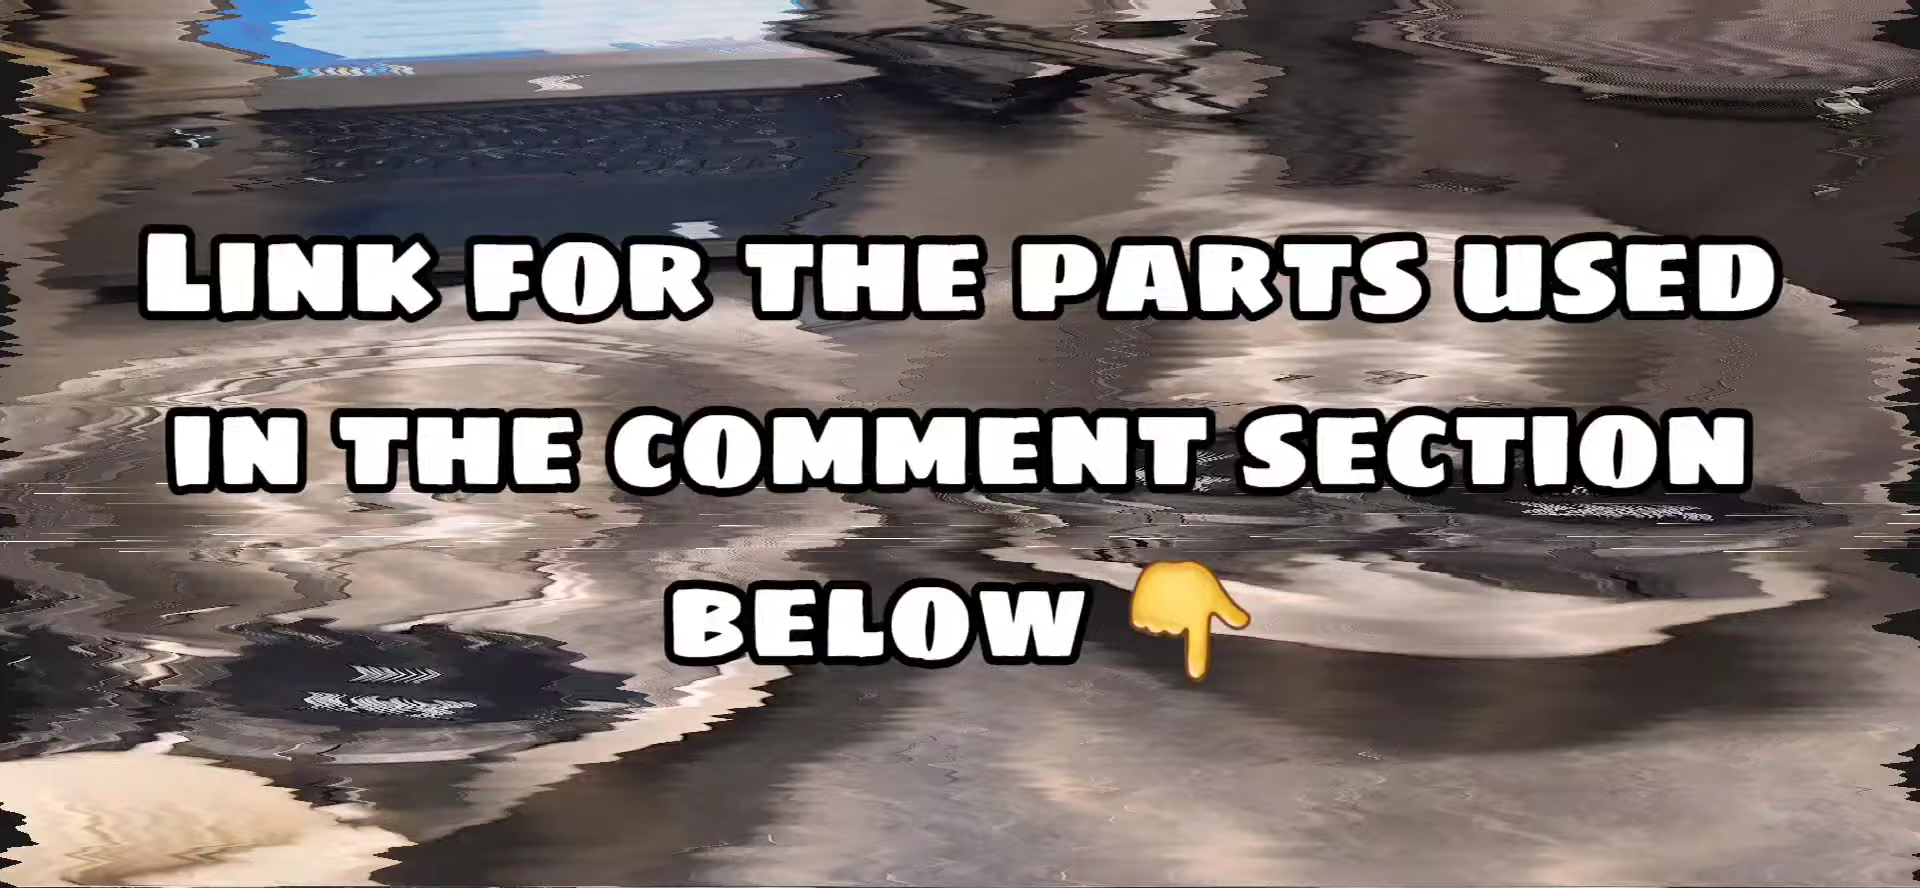 Link for the parts used
in the comment section
below 👇